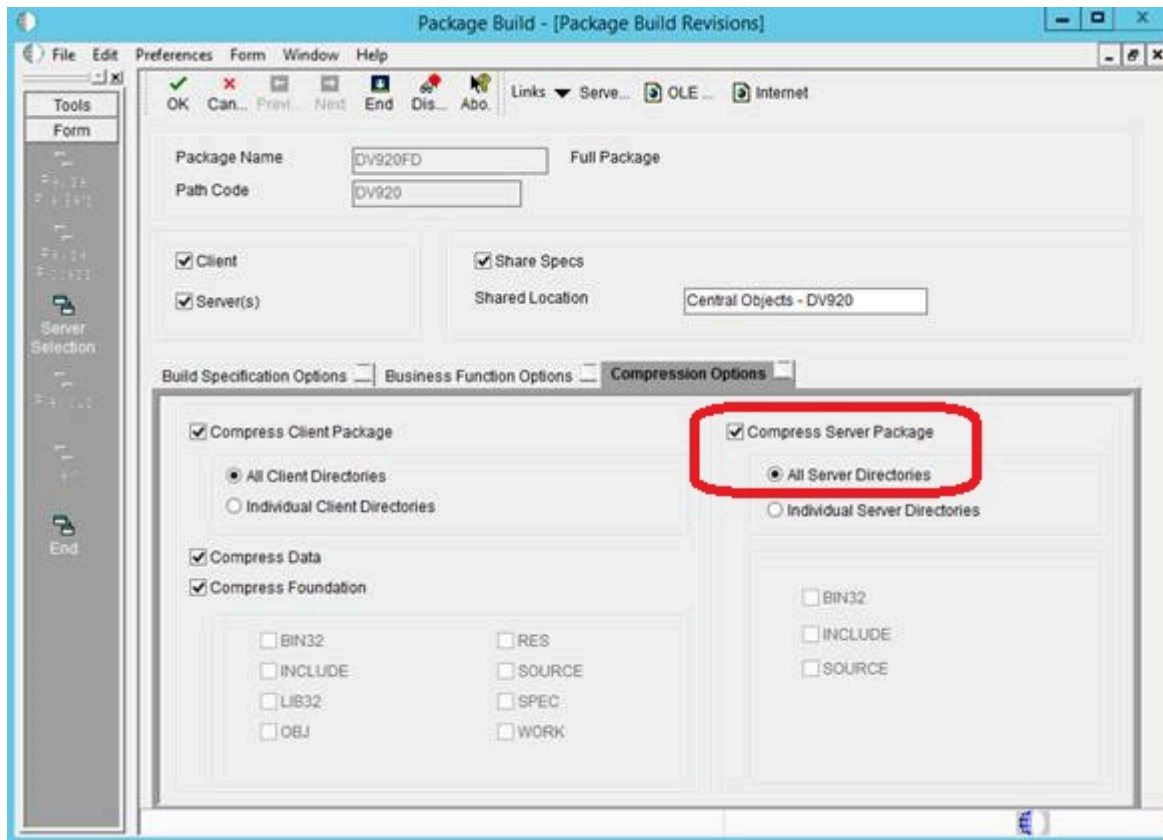 Package Build - [Package Build Revisions]
File Edit Preferences Form Window Help
Tools
Form
OK Can... Previ... Next End Dis... Abo. Links Serve... OLE ... Internet
Package Name DV920FD Full Package
Path Code DV920
Client
Share Specs
Server(s)
Shared Location Central Objects - DV920
Server
Selection
End
Build Specification Options Business Function Options Compression Options
Compress Client Package
All Client Directories
Individual Client Directories
Compress Data
Compress Foundation
BIN32 RES
INCLUDE SOURCE
LIB32 SPEC
OBJ WORK
Compress Server Package
All Server Directories
Individual Server Directories
BIN32
INCLUDE
SOURCE